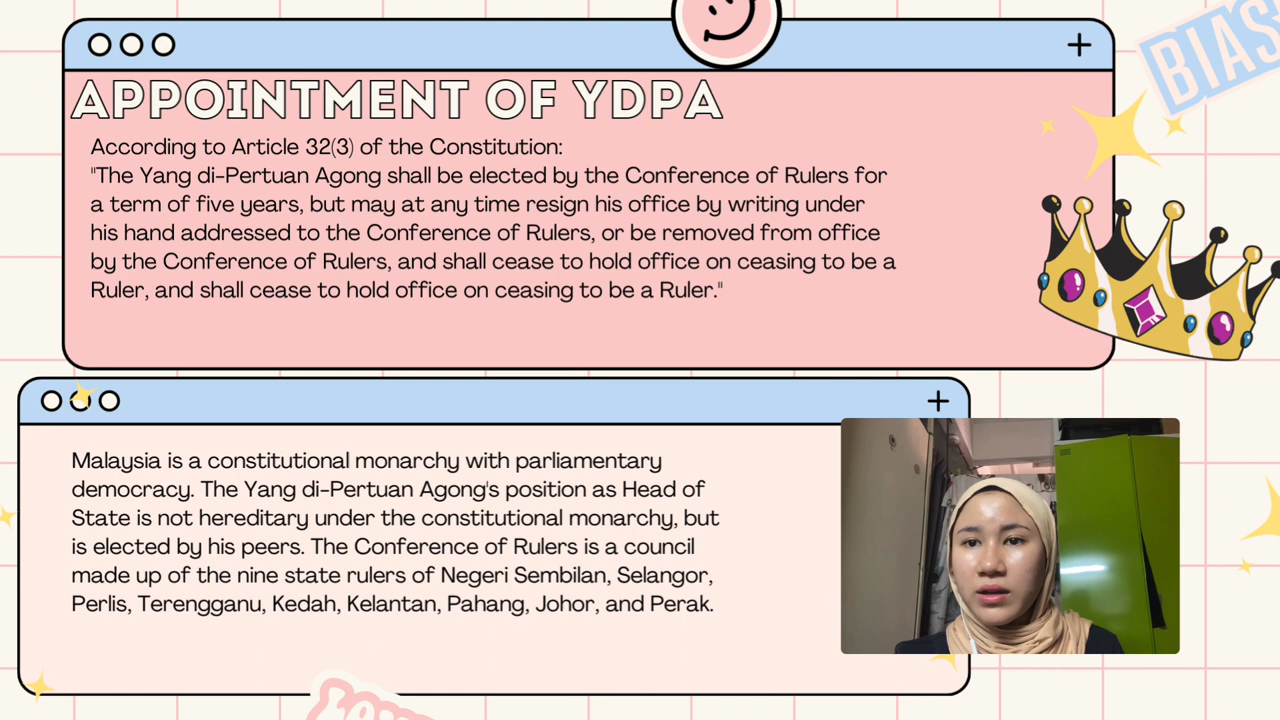 BIAS
APPOINTMENT OF YDPA
According to Article 32(3) of the Constitution:
"The Yang di-Pertuan Agong shall be elected by the Conference of Rulers for
a term of five years, but may at any time resign his office by writing under
his hand addressed to the Conference of Rulers, or be removed from office
by the Conference of Rulers, and shall cease to hold office on ceasing to be a
Ruler, and shall cease to hold office on ceasing to be a Ruler."
Malaysia is a constitutional monarchy with parliamentary
democracy. The Yang di-Pertuan Agong's position as Head of
State is not hereditary under the constitutional monarchy, but
is elected by his peers. The Conference of Rulers is a council
made up of the nine state rulers of Negeri Sembilan, Selangor,
Perlis, Terengganu, Kedah, Kelantan, Pahang, Johor, and Perak.